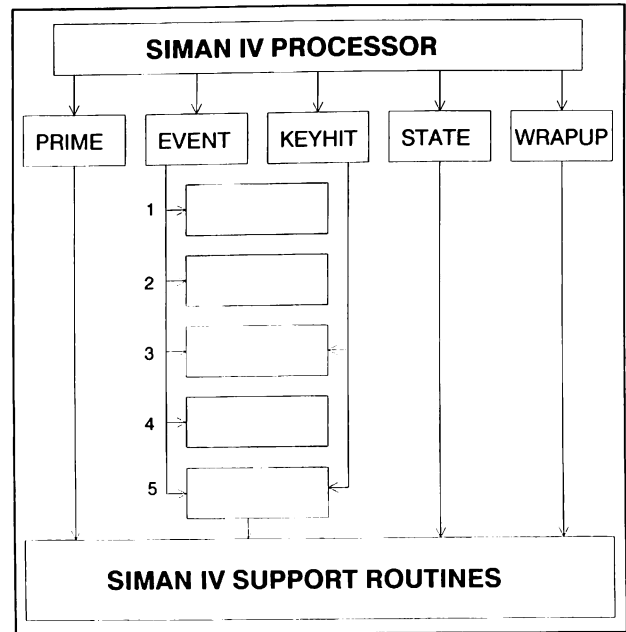 SIMAN IV PROCESSOR
PRIME
EVENT
KEYHIT
STATE
WRAPUP
1
2
3
4
5
SIMAN IV SUPPORT ROUTINES